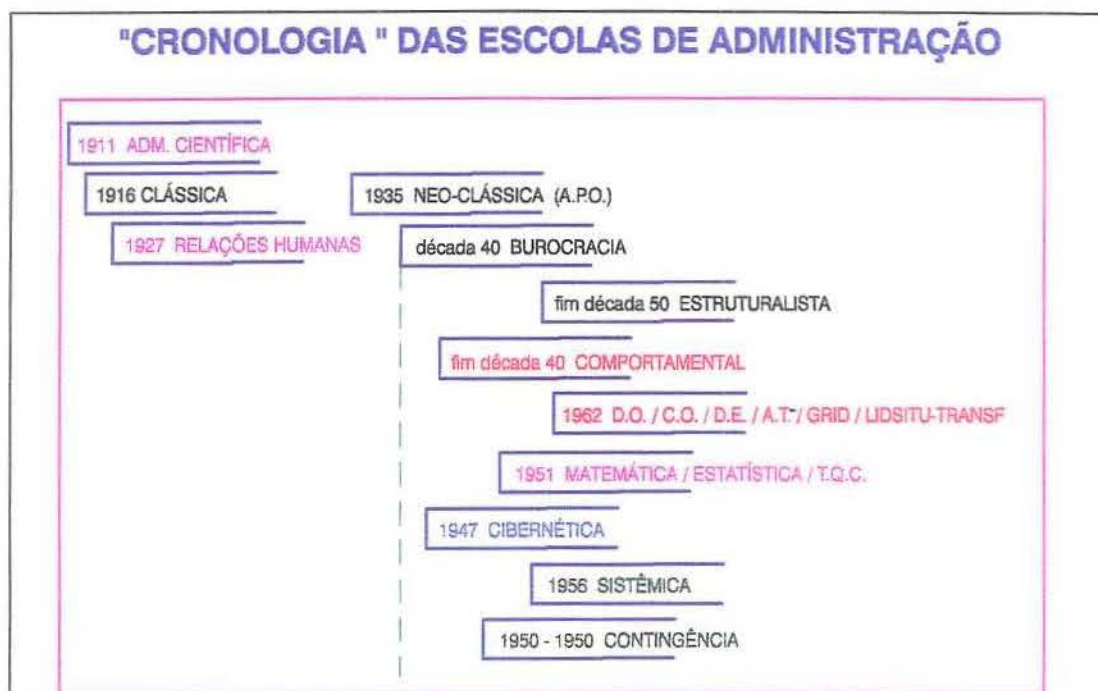 "CRONOLOGIA " DAS ESCOLAS DE ADMINISTRAÇÃO
1911 ADM. CIENTÍFICA
1916 CLÁSSICA
1935 NEO-CLÁSSICA (A.P.O.)
1927 RELAÇÕES HUMANAS
década 40 BUROCRACIA
fim década 50 ESTRUTURALISTA
fim década 40 COMPORTAMENTAL
1962 D.O. / C.O. / D.E. / A.T. / GRID / LIDSITU-TRANSF
1951 MATEMÁTICA / ESTATÍSTICA / T.Q.C.
1947 CIBERNÉTICA
1956 SISTÊMICA
1950 - 1950 CONTINGÊNCIA